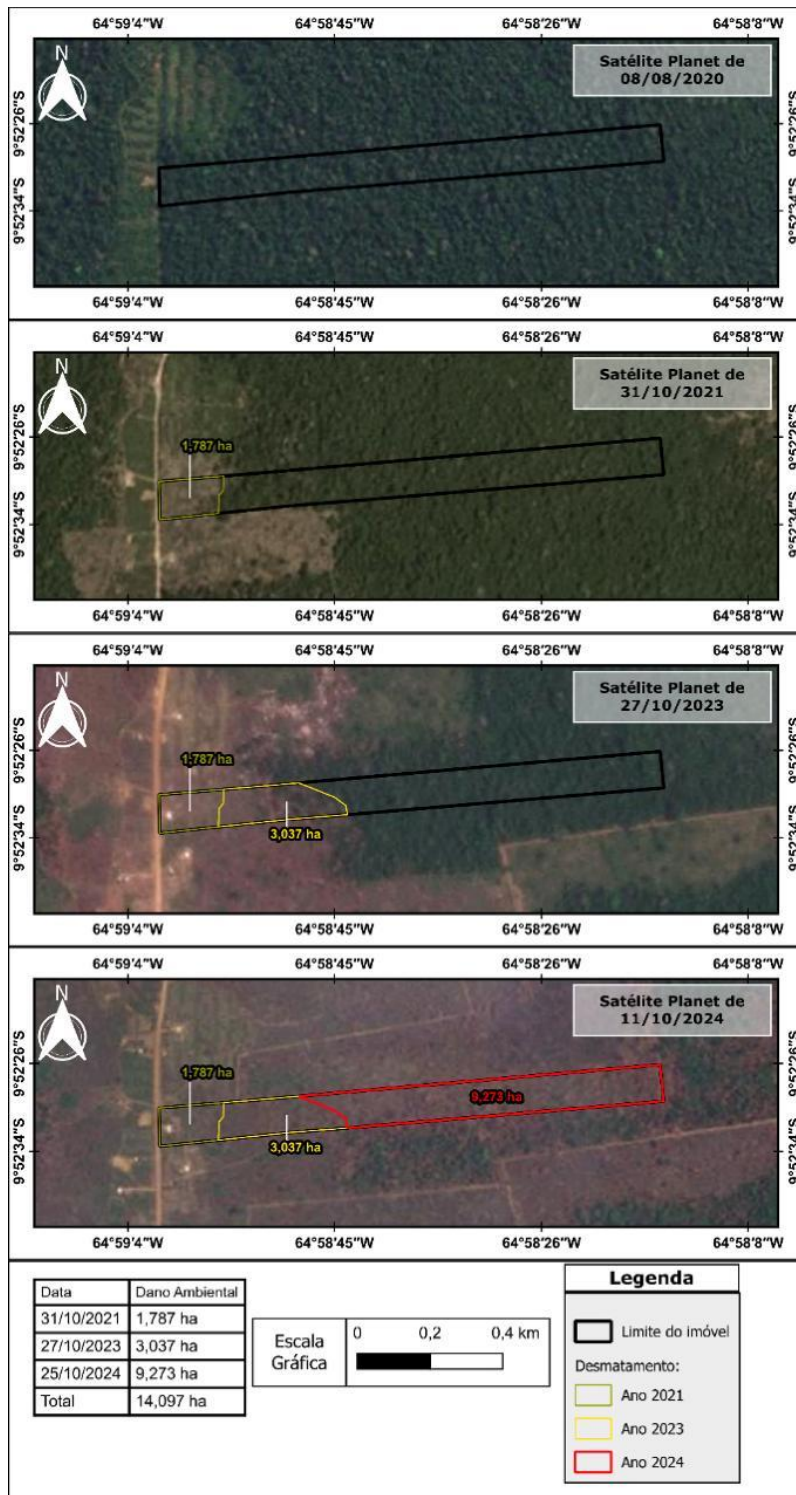 64°59'4"W 64°58'45"W 64°58'26"W 64°58'8"W
N
Satélite Planet de
08/08/2020
9°52'26"S 9°52'26"S
9°52'34"S 9°52'34"S
64°59'4"W 64°58'45"W 64°58'26"W 64°58'8"W
64°59'4"W 64°58'45"W 64°58'26"W 64°58'8"W
N
Satélite Planet de
31/10/2021
9°52'26"S 9°52'26"S
1,787 ha
9°52'34"S 9°52'34"S
64°59'4"W 64°58'45"W 64°58'26"W 64°58'8"W
64°59'4"W 64°58'45"W 64°58'26"W 64°58'8"W
N
Satélite Planet de
27/10/2023
9°52'26"S 9°52'26"S
1,787 ha
3,037 ha
9°52'34"S 9°52'34"S
64°59'4"W 64°58'45"W 64°58'26"W 64°58'8"W
64°59'4"W 64°58'45"W 64°58'26"W 64°58'8"W
N
Satélite Planet de
11/10/2024
9°52'26"S 9°52'26"S
1,787 ha
9,273 ha
3,037 ha
9°52'34"S 9°52'34"S
64°59'4"W 64°58'45"W 64°58'26"W 64°58'8"W
Data Dano Ambiental
31/10/2021 1,787 ha
27/10/2023 3,037 ha
25/10/2024 9,273 ha
Total 14,097 ha
Escala
Gráfica
0 0,2 0,4 km
Legenda
Limite do imóvel
Desmatamento:
Ano 2021
Ano 2023
Ano 2024